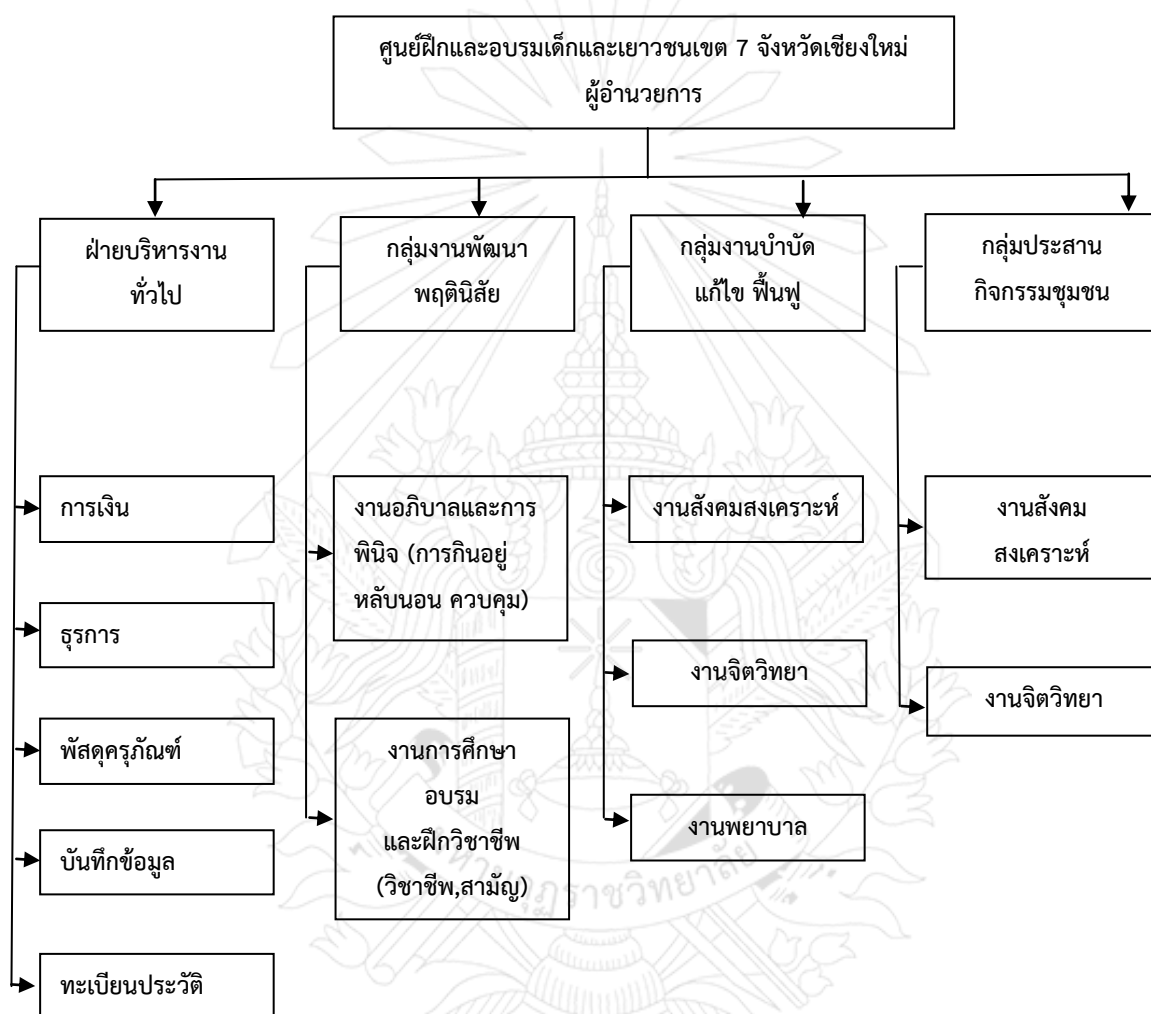 ศูนย์ฝึกและอบรมเด็กและเยาวชนเขต 7 จังหวัดเชียงใหม่
ผู้อำนวยการ
ฝ่ายบริหารงาน
ทั่วไป
กลุ่มงานพัฒนา
พฤตินิสัย
กลุ่มงานบำบัด
แก้ไข ฟื้นฟู
กลุ่มประสาน
กิจกรรมชุมชน
การเงิน
ธุรการ
พัสดุครุภัณฑ์
บันทึกข้อมูล
ทะเบียนประวัติ
งานอภิบาลและการ
พินิจ (การกินอยู่
หลับนอน ควบคุม)
งานการศึกษา
อบรม
และฝึกวิชาชีพ
(วิชาชีพ,สามัญ)
งานสังคมสงเคราะห์
งานจิตวิทยา
งานพยาบาล
งานสังคม
สงเคราะห์
งานจิตวิทยา